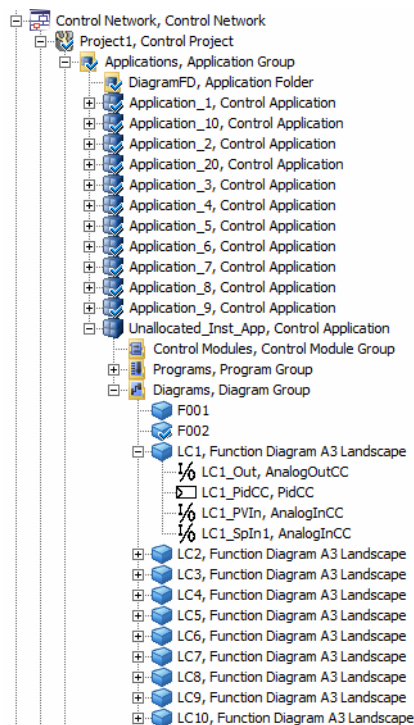 Control Network, Control Network
Project1, Control Project
Applications, Application Group
DiagramFD, Application Folder
Application_1, Control Application
Application_10, Control Application
Application_2, Control Application
Application_20, Control Application
Application_3, Control Application
Application_4, Control Application
Application_5, Control Application
Application_6, Control Application
Application_7, Control Application
Application_8, Control Application
Application_9, Control Application
Unallocated_Inst_App, Control Application
Control Modules, Control Module Group
Programs, Program Group
Diagrams, Diagram Group
F001
F002
LC1, Function Diagram A3 Landscape
LC1_Out, AnalogOutCC
LC1_PidCC, PidCC
LC1_PVIn, AnalogInCC
LC1_SpIn1, AnalogInCC
LC2, Function Diagram A3 Landscape
LC3, Function Diagram A3 Landscape
LC4, Function Diagram A3 Landscape
LC5, Function Diagram A3 Landscape
LC6, Function Diagram A3 Landscape
LC7, Function Diagram A3 Landscape
LC8, Function Diagram A3 Landscape
LC9, Function Diagram A3 Landscape
LC10, Function Diagram A3 Landscape